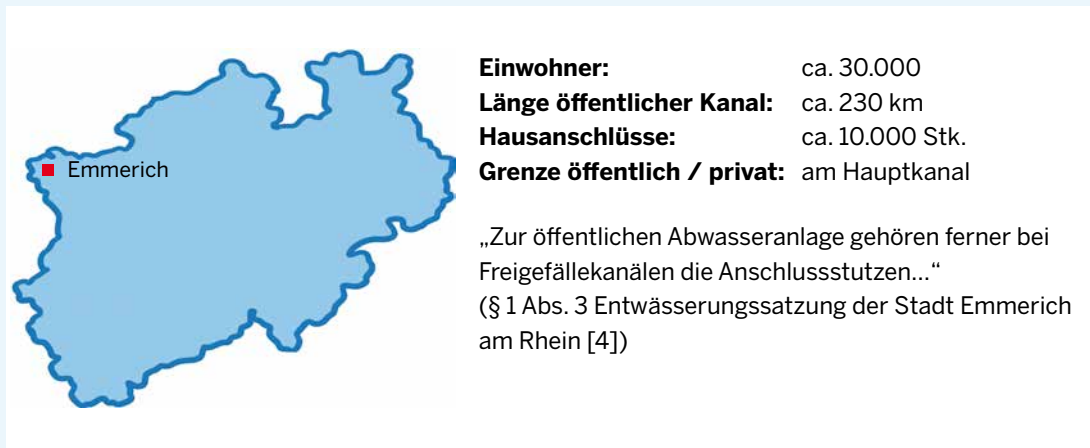 Emmerich
Einwohner: ca. 30.000
Länge öffentlicher Kanal: ca. 230 km
Hausanschlüsse: ca. 10.000 Stk.
Grenze öffentlich / privat: am Hauptkanal
„Zur öffentlichen Abwasseranlage gehören ferner bei
Freigefällekanälen die Anschlussstutzen...“
(§ 1 Abs. 3 Entwässerungssatzung der Stadt Emmerich
am Rhein [4])